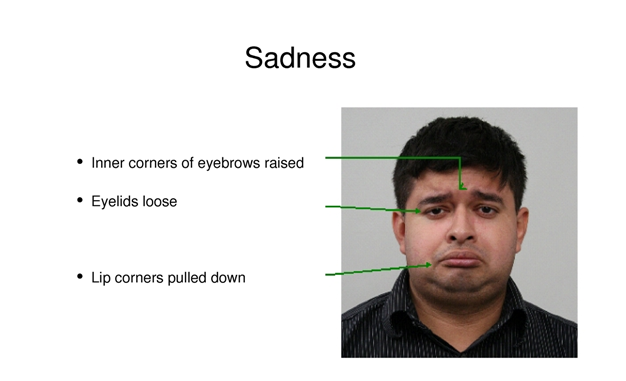 Sadness
• Inner corners of eyebrows raised
• Eyelids loose
• Lip corners pulled down